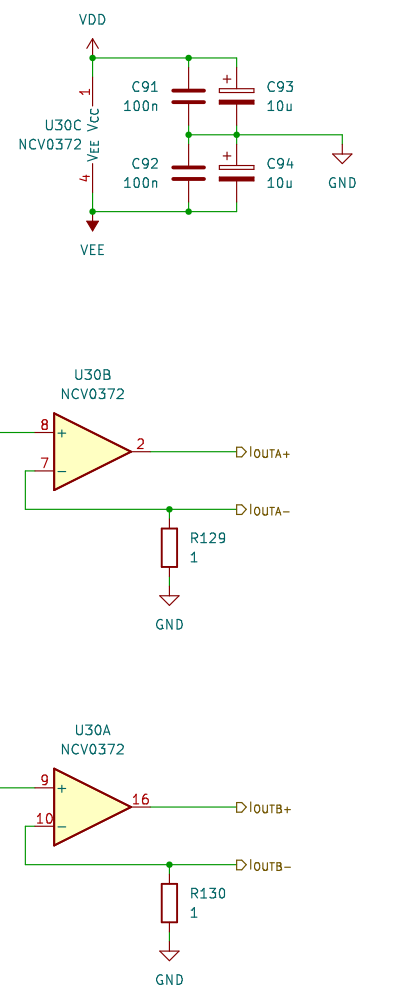 VDD
1
U30C
NCV0372
VCC
VEE
4
C91
100n
+
C93
10u
C92
100n
+
C94
10u
GND
VEE
U30B
NCV0372
8
+
7
−
2
IOUTA+
IOUTA−
R129
1
GND
U30A
NCV0372
9
+
10
−
16
IOUTB+
IOUTB−
R130
1
GND